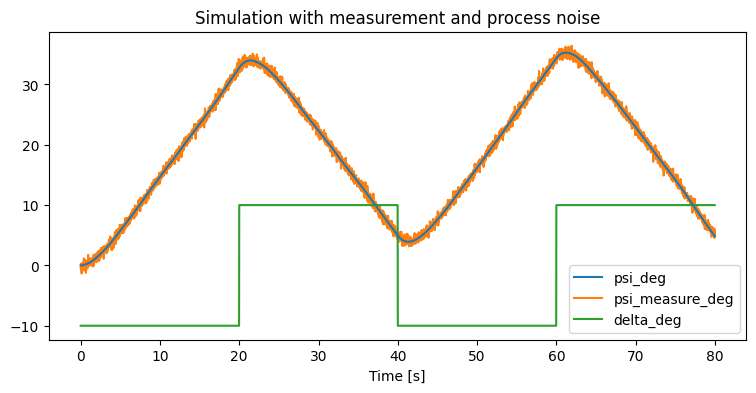 Simulation with measurement and process noise
30
20
10
0
−10
0 10 20 30 40 50 60 70 80
Time [s]
psi_deg
psi_measure_deg
delta_deg